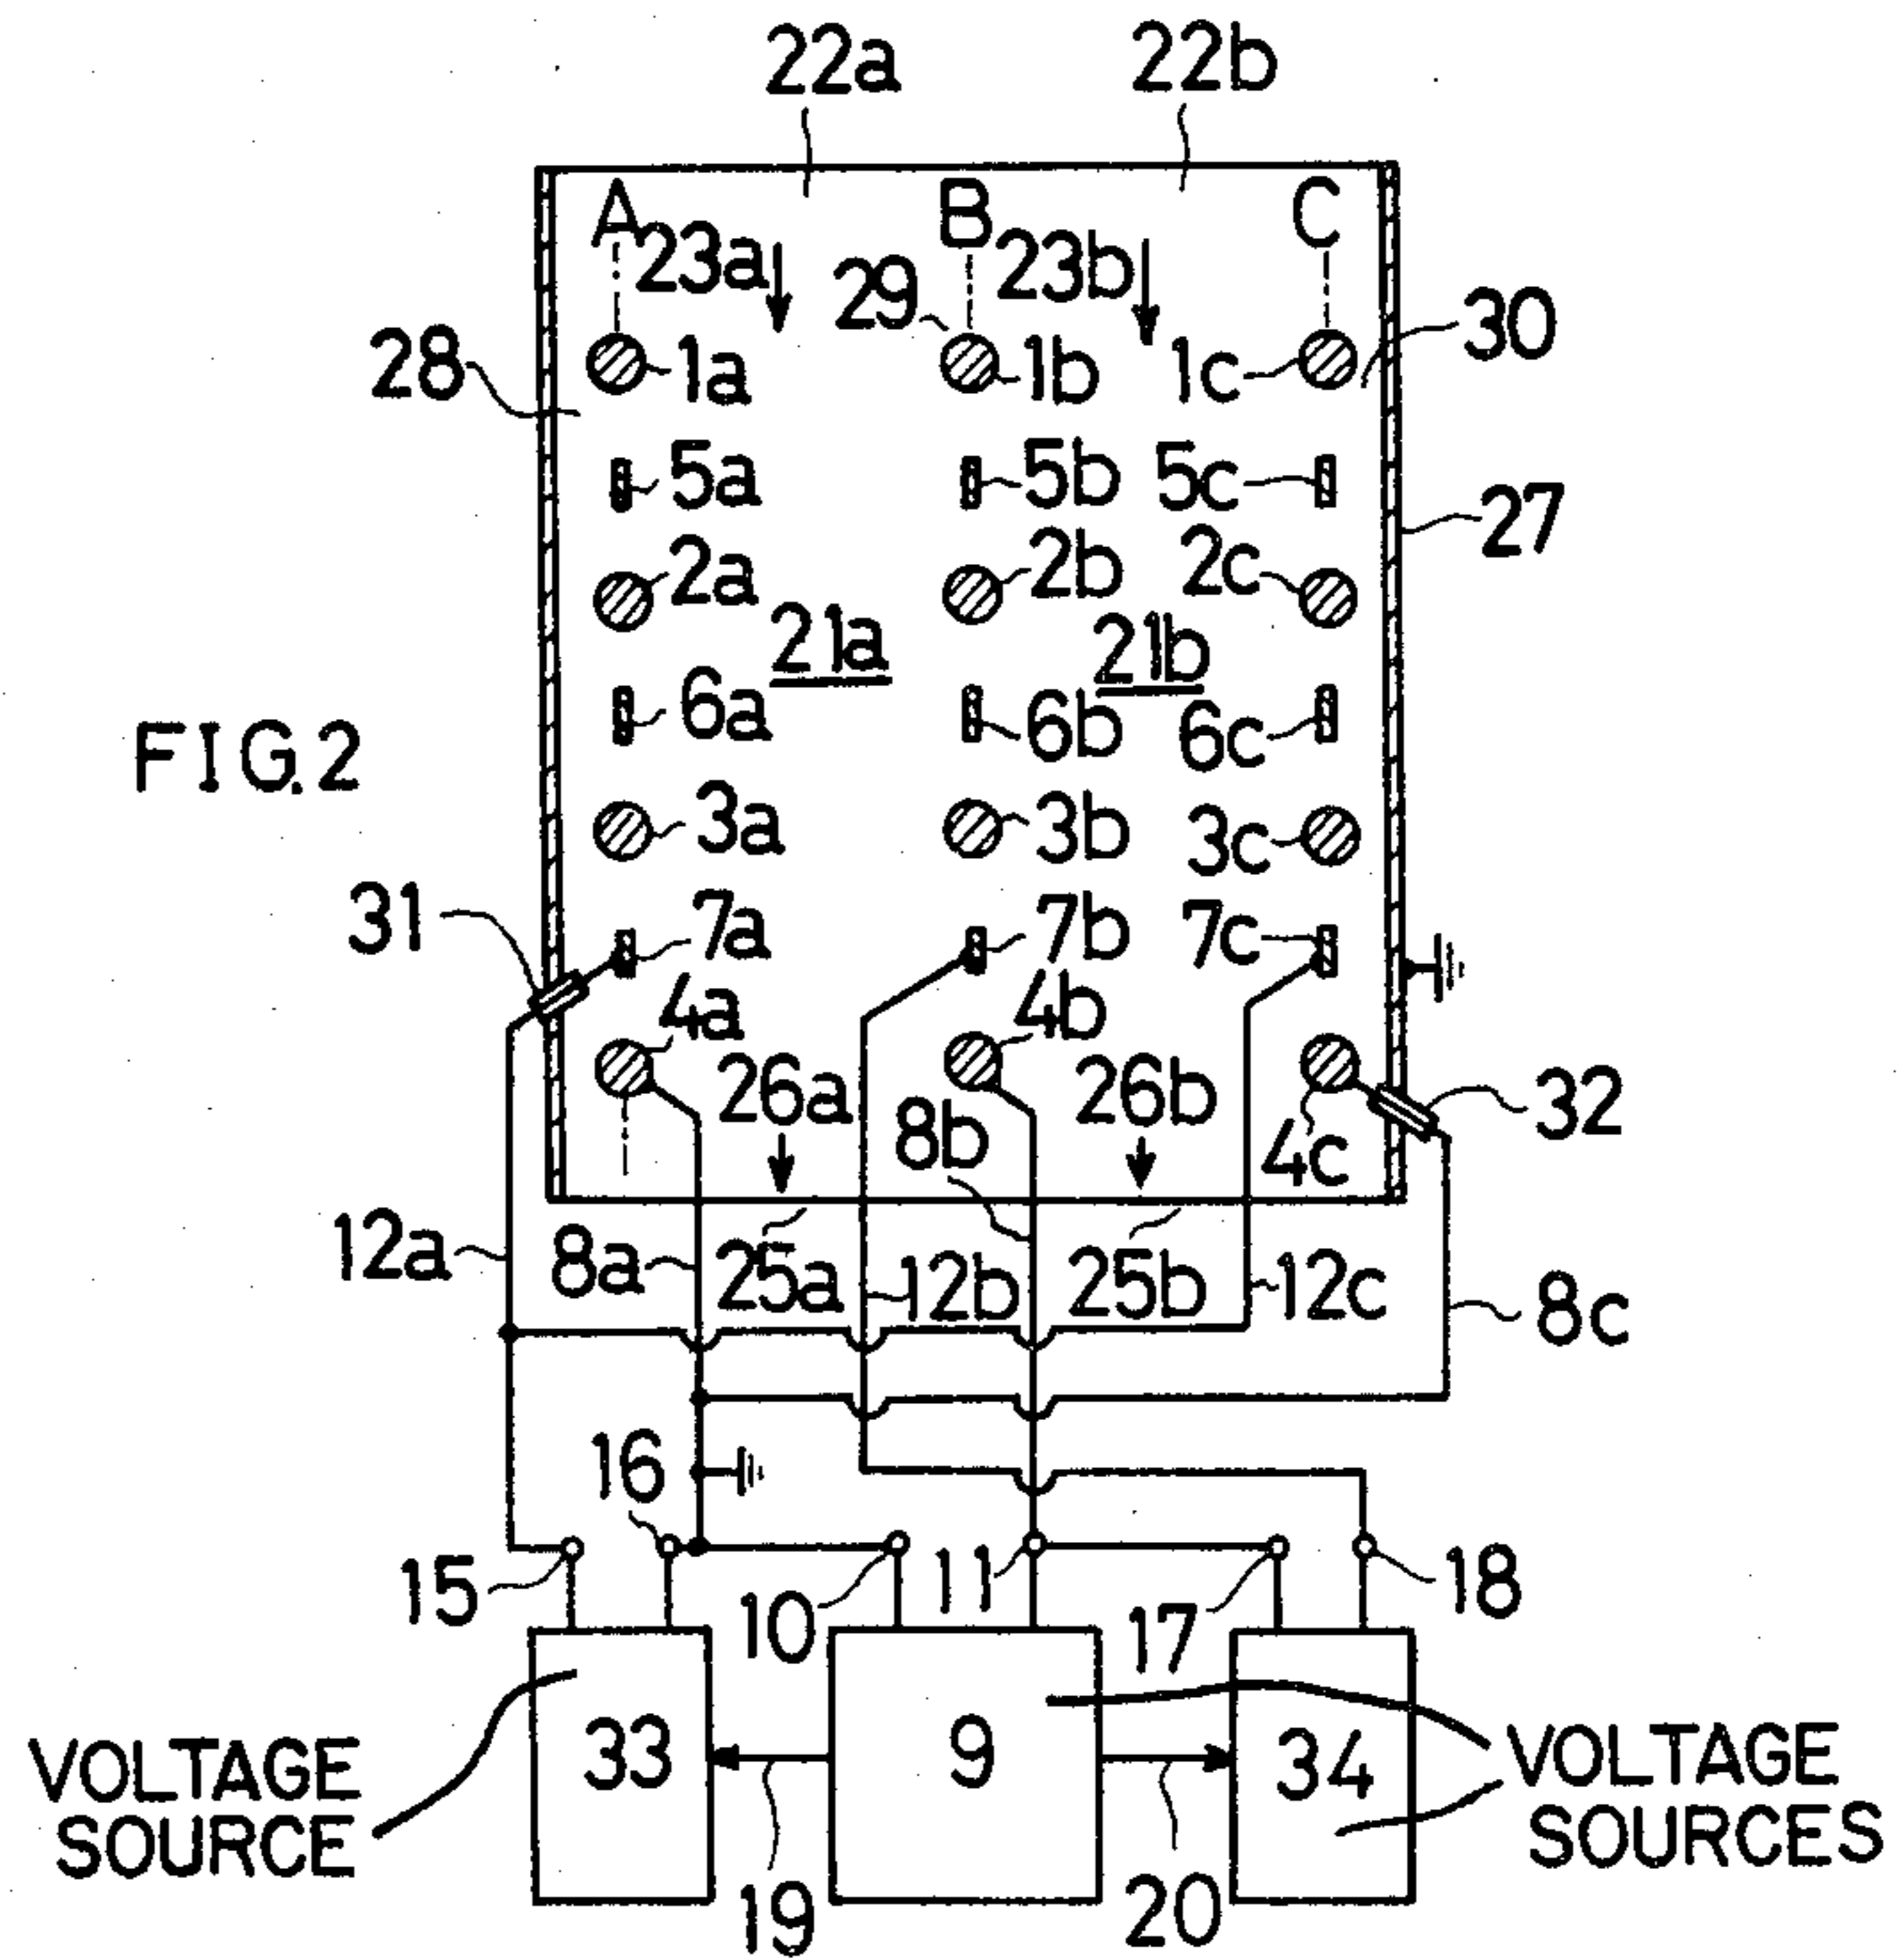 22a 22b
A B C
23a 29 23b
28 1a 1b 1c 30
5a 5b 5c
27
2a 2b 2c
21a 21b
6a 6b 6c
FIG.2
3a 3b 3c
31 7a 7b 7c
4a 4b
26a 8b 26b 4c 32
12a 8a 25a 12b 25b 12c 8c
16
15 10 11 17 18
33 9 34
VOLTAGE
SOURCE
VOLTAGE
SOURCES
19 20